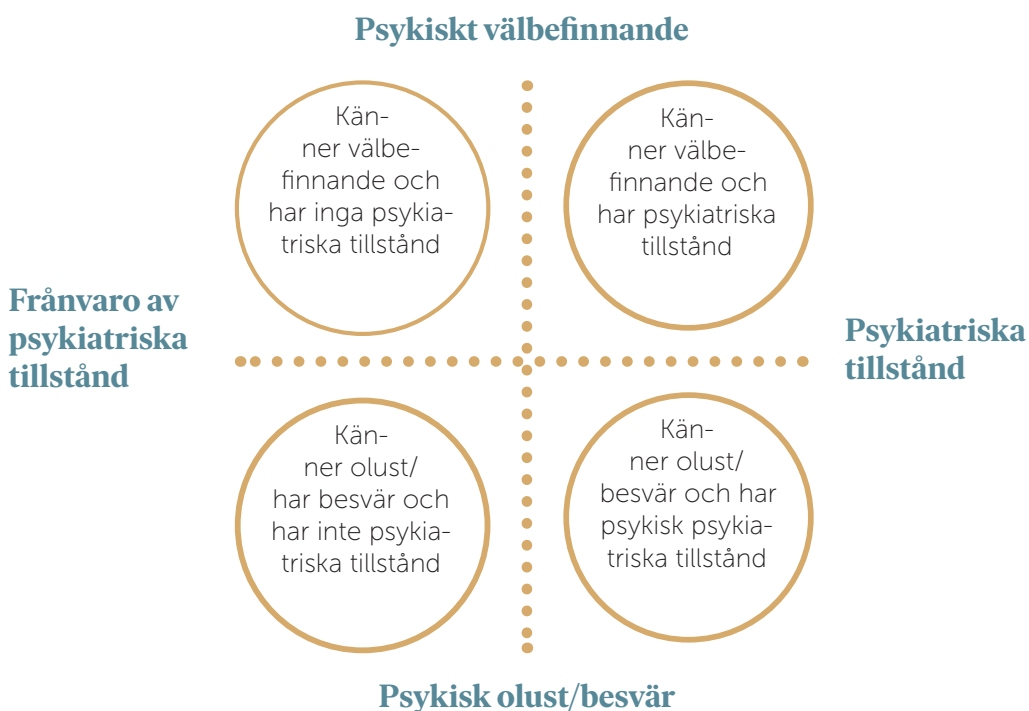 Psykiskt välbefinnande
Kän-
ner välbe-
finnande och
har inga psykia-
triska tillstånd
Kän-
ner välbe-
finnande och
har psykiatriska
tillstånd
Frånvaro av
psykiatriska
tillstånd
Psykiatriska
tillstånd
Kän-
ner olust/
har besvär och
har inte psykia-
triska tillstånd
Kän-
ner olust/
besvär och har
psykisk psykia-
triska tillstånd
Psykisk olust/besvär